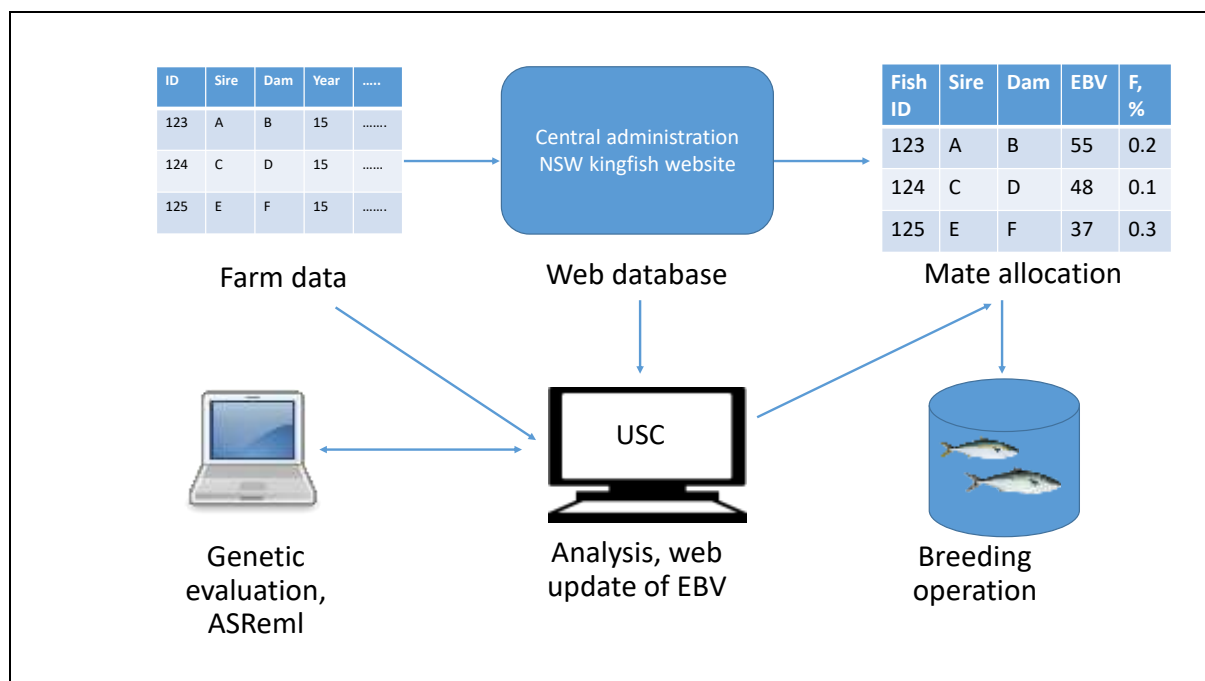 ID Sire Dam Year …..
123 A B 15 …….
124 C D 15 ……
125 E F 15 …….
Farm data
Central administration
NSW kingfish website
Web database
Fish Sire Dam EBV F,
ID %
123 A B 55 0.2
124 C D 48 0.1
125 E F 37 0.3
Mate allocation
Genetic
evaluation,
ASReml
USC
Analysis, web
update of EBV
Breeding
operation